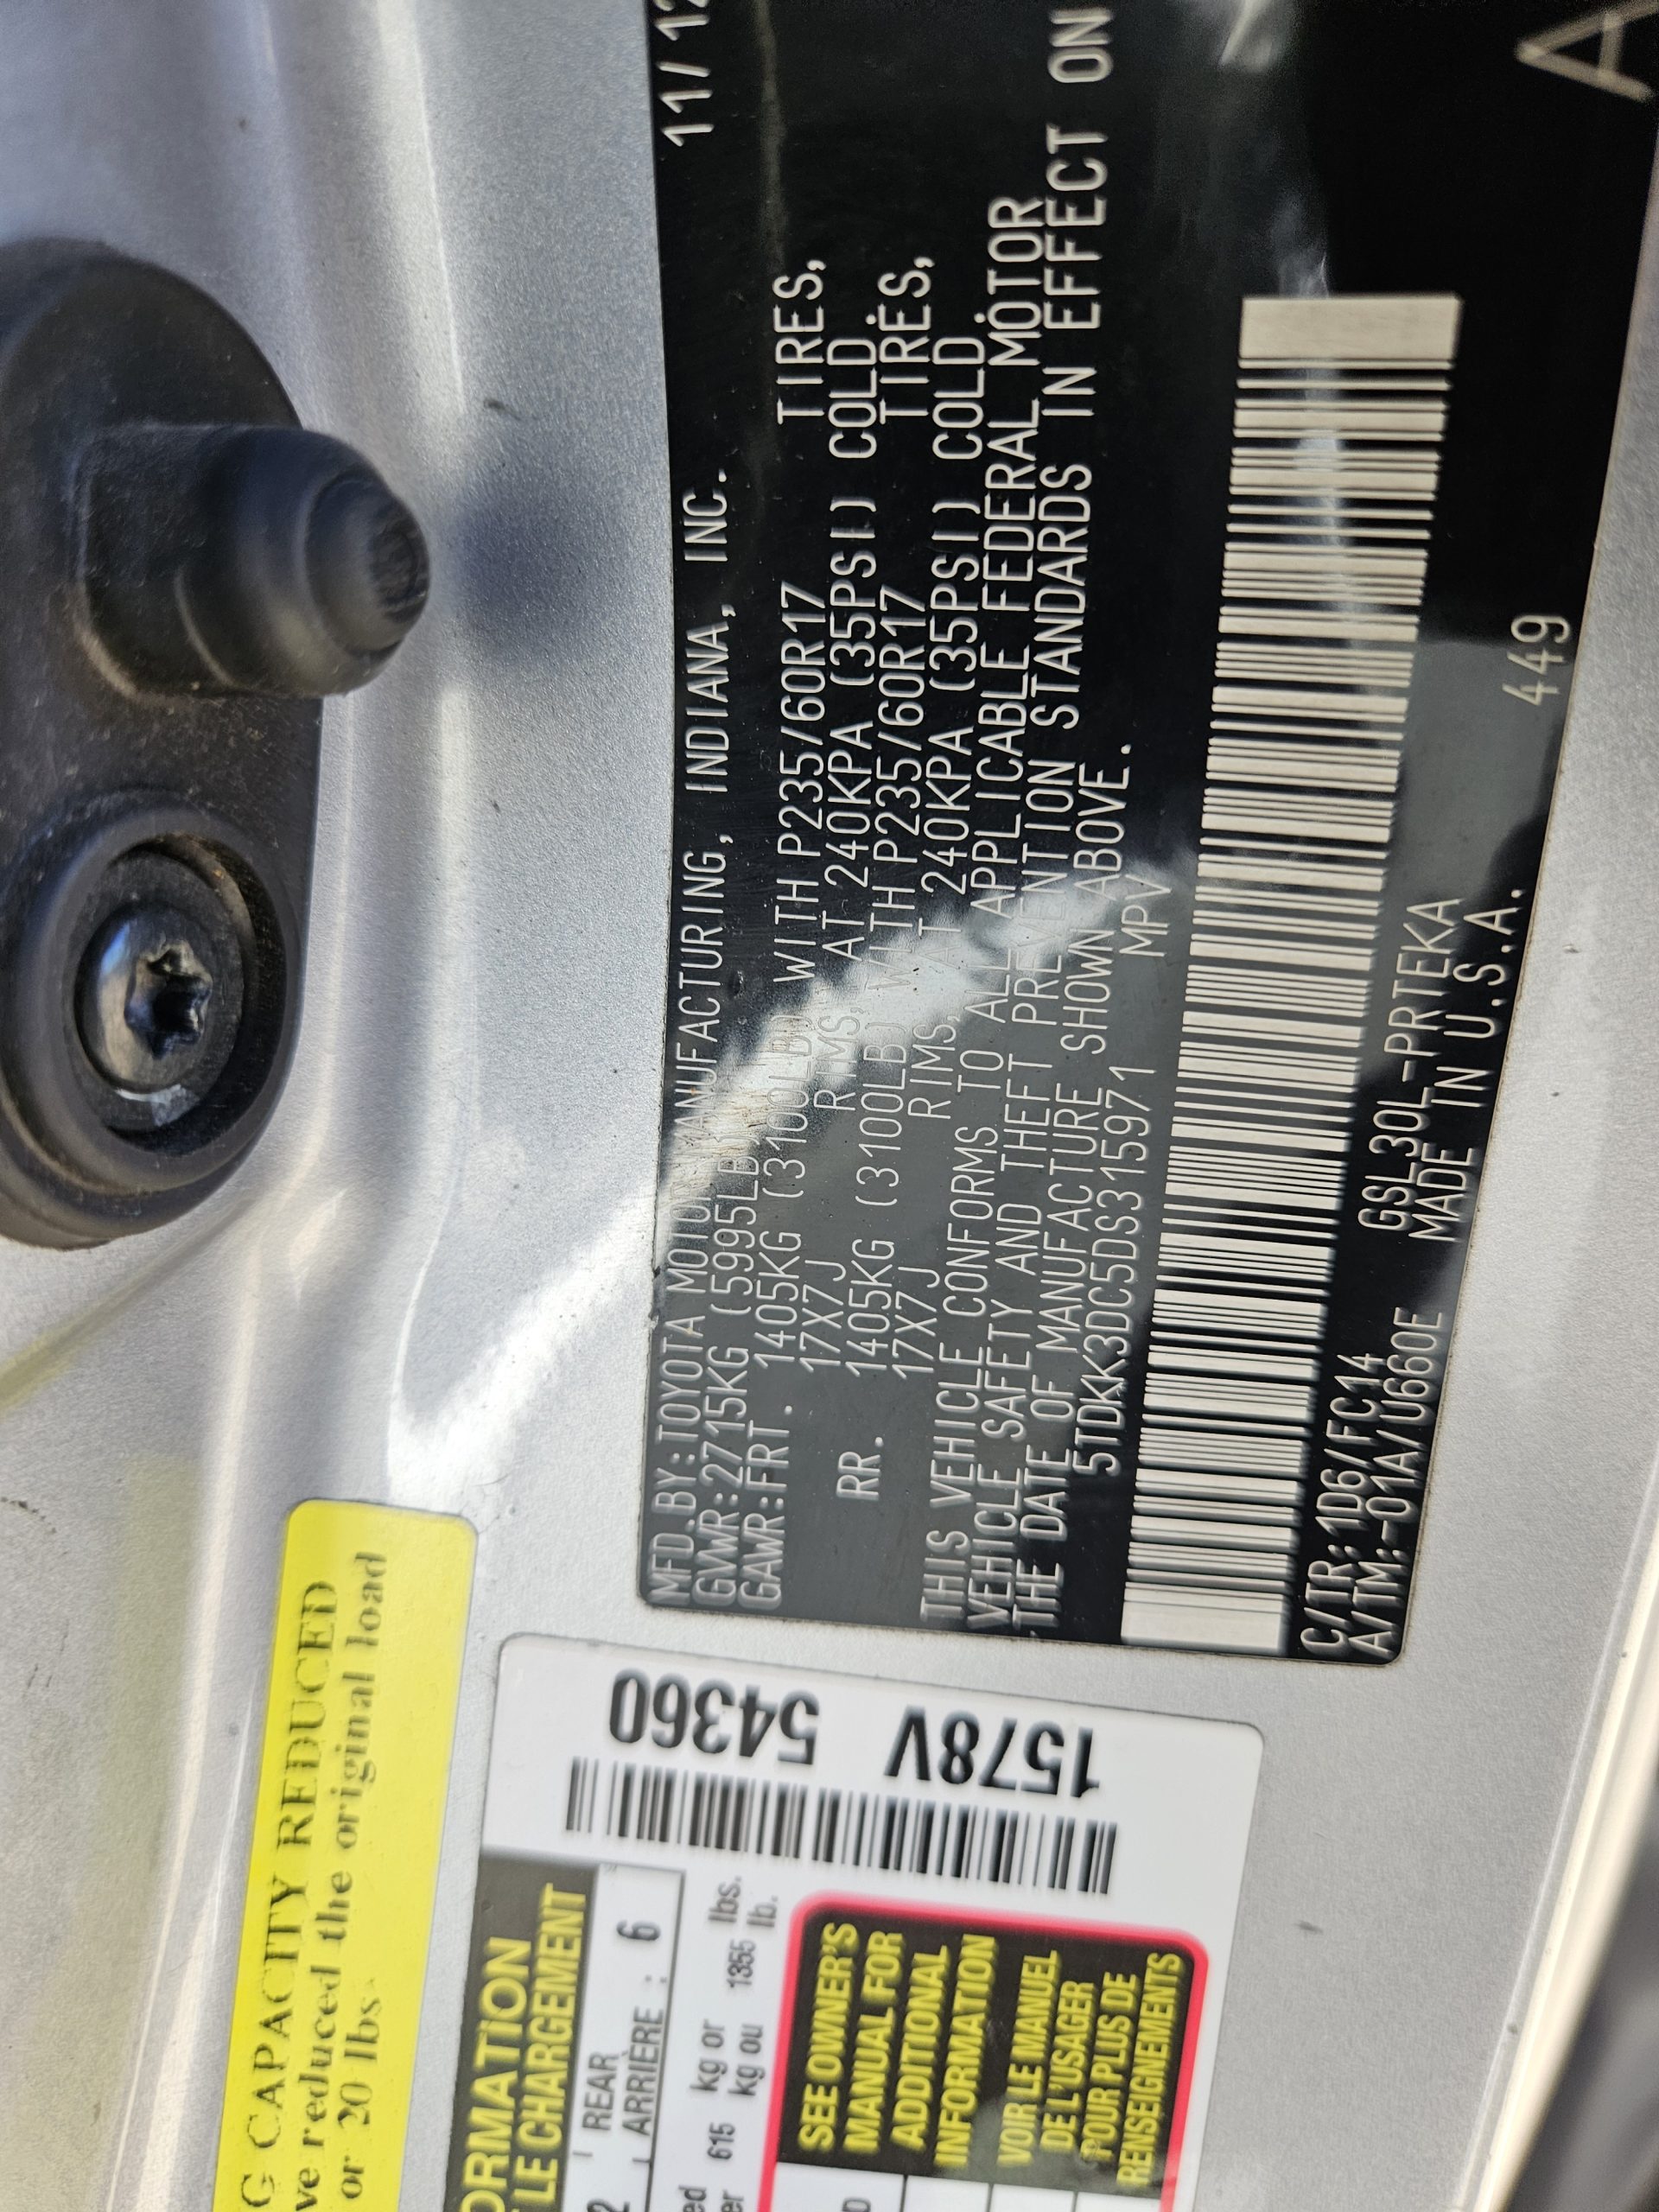 MFD.BY:TOYOTA MOTOR MANUFACTURING, INDIANA, INC. 11/12
GVWR:2715KG (5995LB)
GAWR:FRT. 1405KG (3100LB) WITH P235/60R17 TIRES,
17X7J RIMS, AT 240KPA (35PSI) COLD.
RR. 1405KG (3100LB) WITH P235/60R17 TIRES,
17X7J RIMS, AT 240KPA (35PSI) COLD.
THIS VEHICLE CONFORMS TO ALL APPLICABLE FEDERAL MOTOR
VEHICLE SAFETY AND THEFT PREVENTION STANDARDS IN EFFECT ON
THE DATE OF MANUFACTURE SHOWN ABOVE.
5TDKK3DC5DS315971 MPV
C/TR:1D6/FC14 GSL30L-PRTEKA
A/TM:-01A/U660E MADE IN U.S.A.
449
A
G CAPACITY REDUCED
ve reduced the original load
or 20 lbs
1578V 54360
ORMATION
LE CHARGEMENT
2 REAR
ARRIÈRE : 6
615 kg or 1355 lbs.
kg ou lb.
SEE OWNER'S
MANUAL FOR
ADDITIONAL
INFORMATION
VOIR LE MANUEL
DE L'USAGER
POUR PLUS DE
RENSEIGNEMENTS